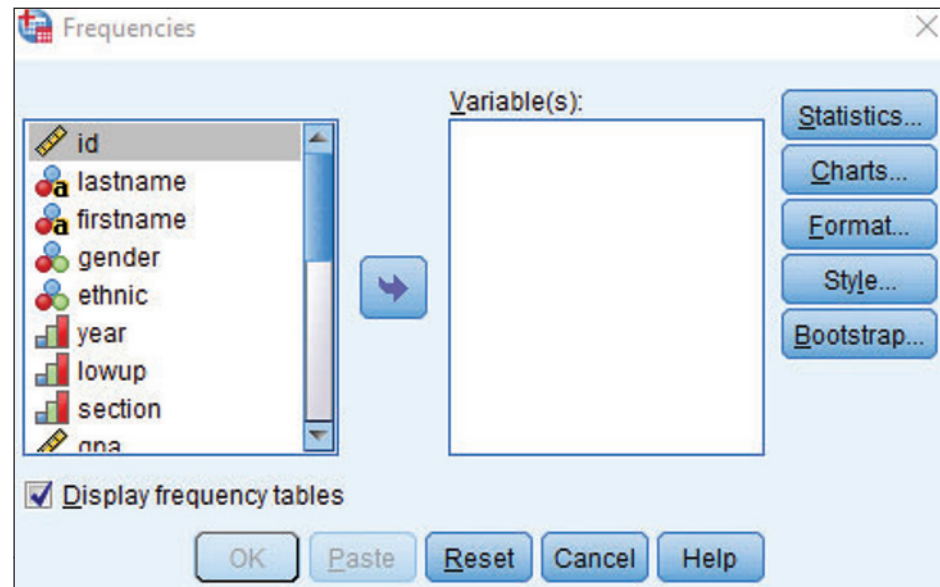 Frequencies
Variable(s):
id
lastname
firstname
gender
ethnic
year
lowup
section
gpa
Statistics...
Charts...
Format...
Style...
Bootstrap...
Display frequency tables
OK
Paste
Reset
Cancel
Help